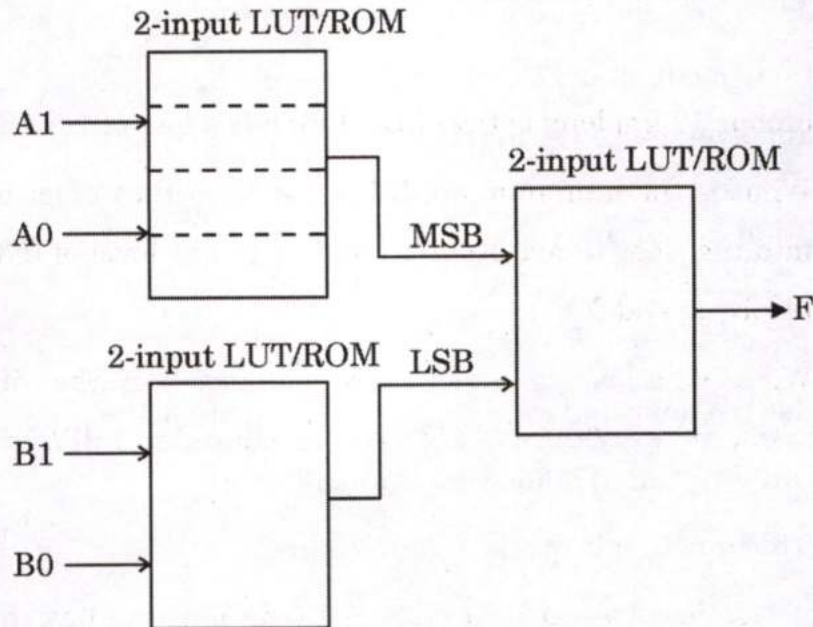 2-input LUT/ROM
A1
A0
2-input LUT/ROM
MSB
F
2-input LUT/ROM
LSB
B1
B0